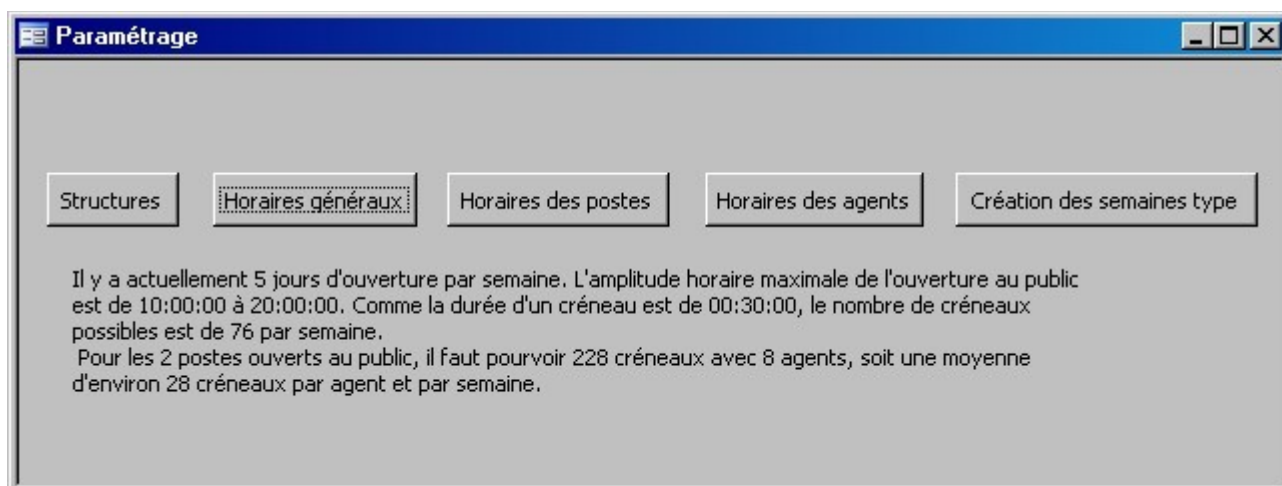 Paramétrage
Structures
Horaires généraux
Horaires des postes
Horaires des agents
Création des semaines type
Il y a actuellement 5 jours d'ouverture par semaine. L'amplitude horaire maximale de l'ouverture au public
est de 10:00:00 à 20:00:00. Comme la durée d'un créneau est de 00:30:00, le nombre de créneaux
possibles est de 76 par semaine.
Pour les 2 postes ouverts au public, il faut pourvoir 228 créneaux avec 8 agents, soit une moyenne
d'environ 28 créneaux par agent et par semaine.